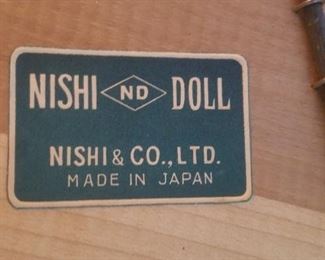 NISHI ND DOLL
NISHI & CO., LTD.
MADE IN JAPAN